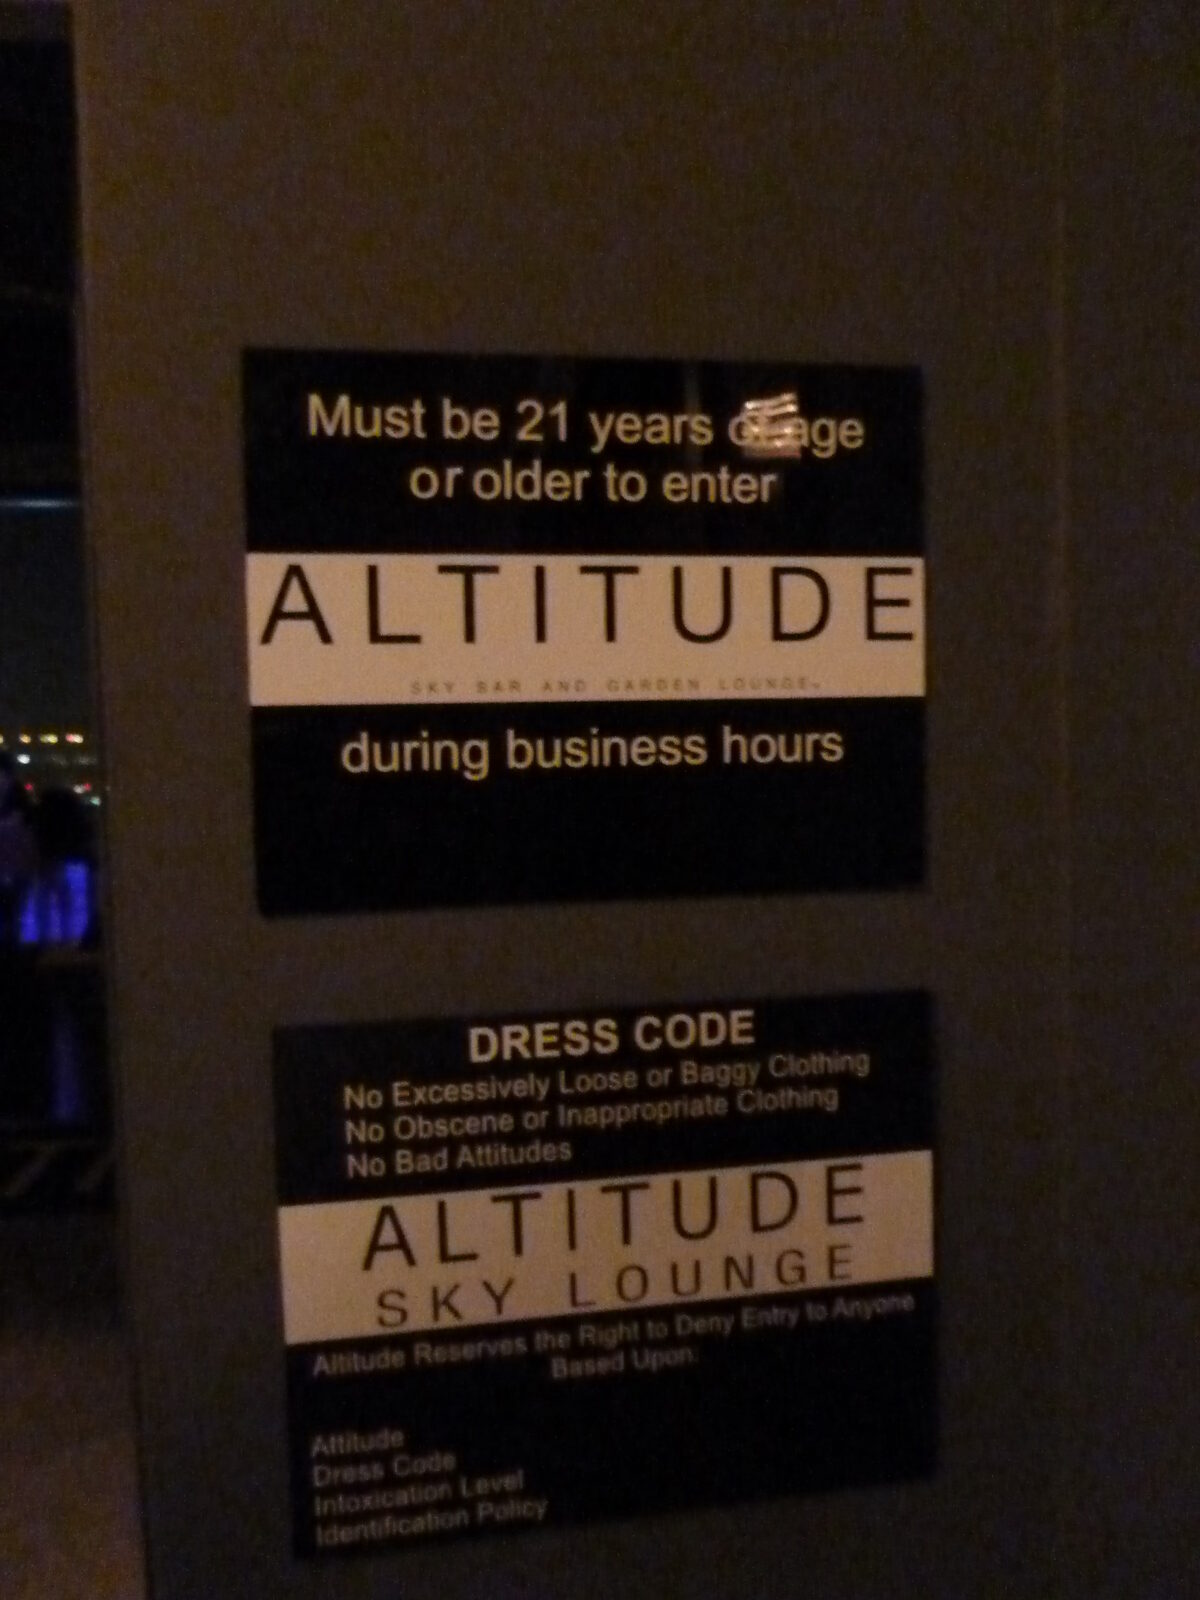 Must be 21 years of age
or older to enter
ALTITUDE
SKY BAR AND GARDEN LOUNGE
during business hours
DRESS CODE
No Excessively Loose or Baggy Clothing
No Obscene or Inappropriate Clothing
No Bad Attitudes
ALTITUDE
SKY LOUNGE
Altitude Reserves the Right to Deny Entry to Anyone
Based Upon:
Attitude
Dress Code
Intoxication Level
Identification Policy